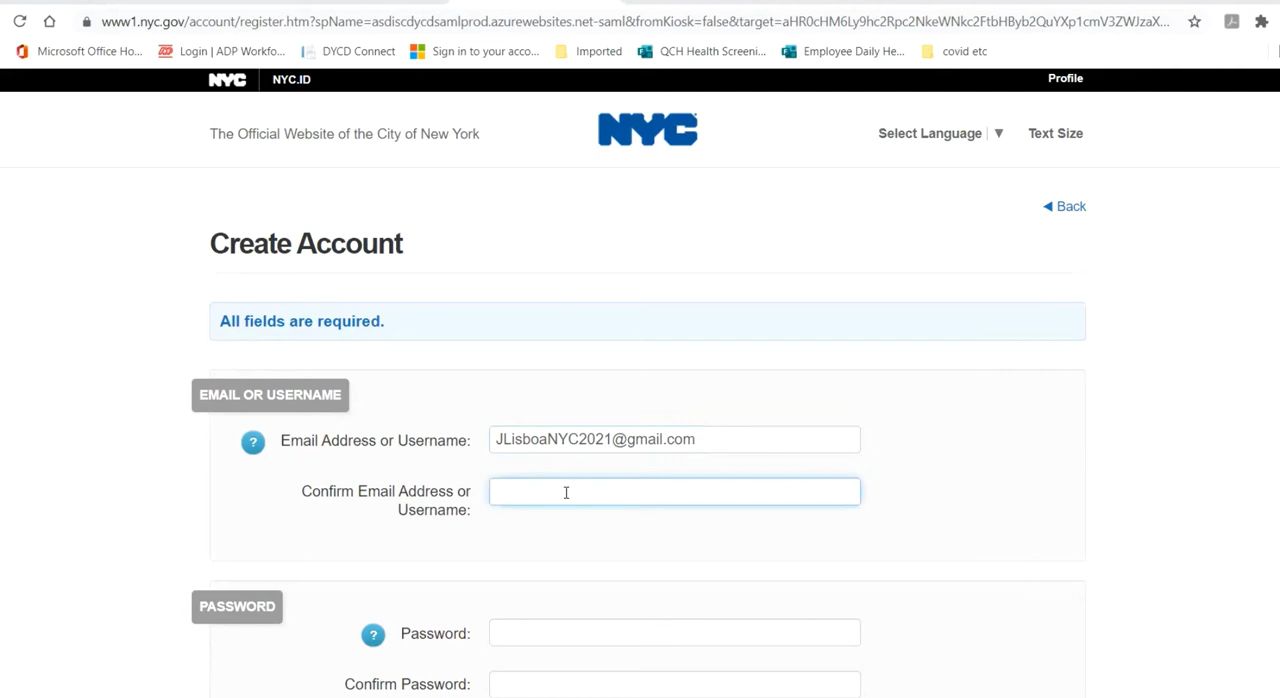 www1.nyc.gov/account/register.htm?spName=asdiscdycdsamlprod.azurewebsites.net-saml&fromKiosk=false&target=aHR0cHM6Ly9hc2Rpc2NkeWNkc2FtbHByb2QuYXp1cmV3ZWJzaX...
Microsoft Office Ho... Login | ADP Workfo... DYCD Connect Sign in to your acco... Imported QCH Health Screeni... Employee Daily He... covid etc
NYC NYC.ID Profile
The Official Website of the City of New York NYC Select Language ▼ Text Size
◀ Back
Create Account
All fields are required.
EMAIL OR USERNAME
? Email Address or Username: JLisboaNYC2021@gmail.com
Confirm Email Address or
Username:
PASSWORD
? Password:
Confirm Password: